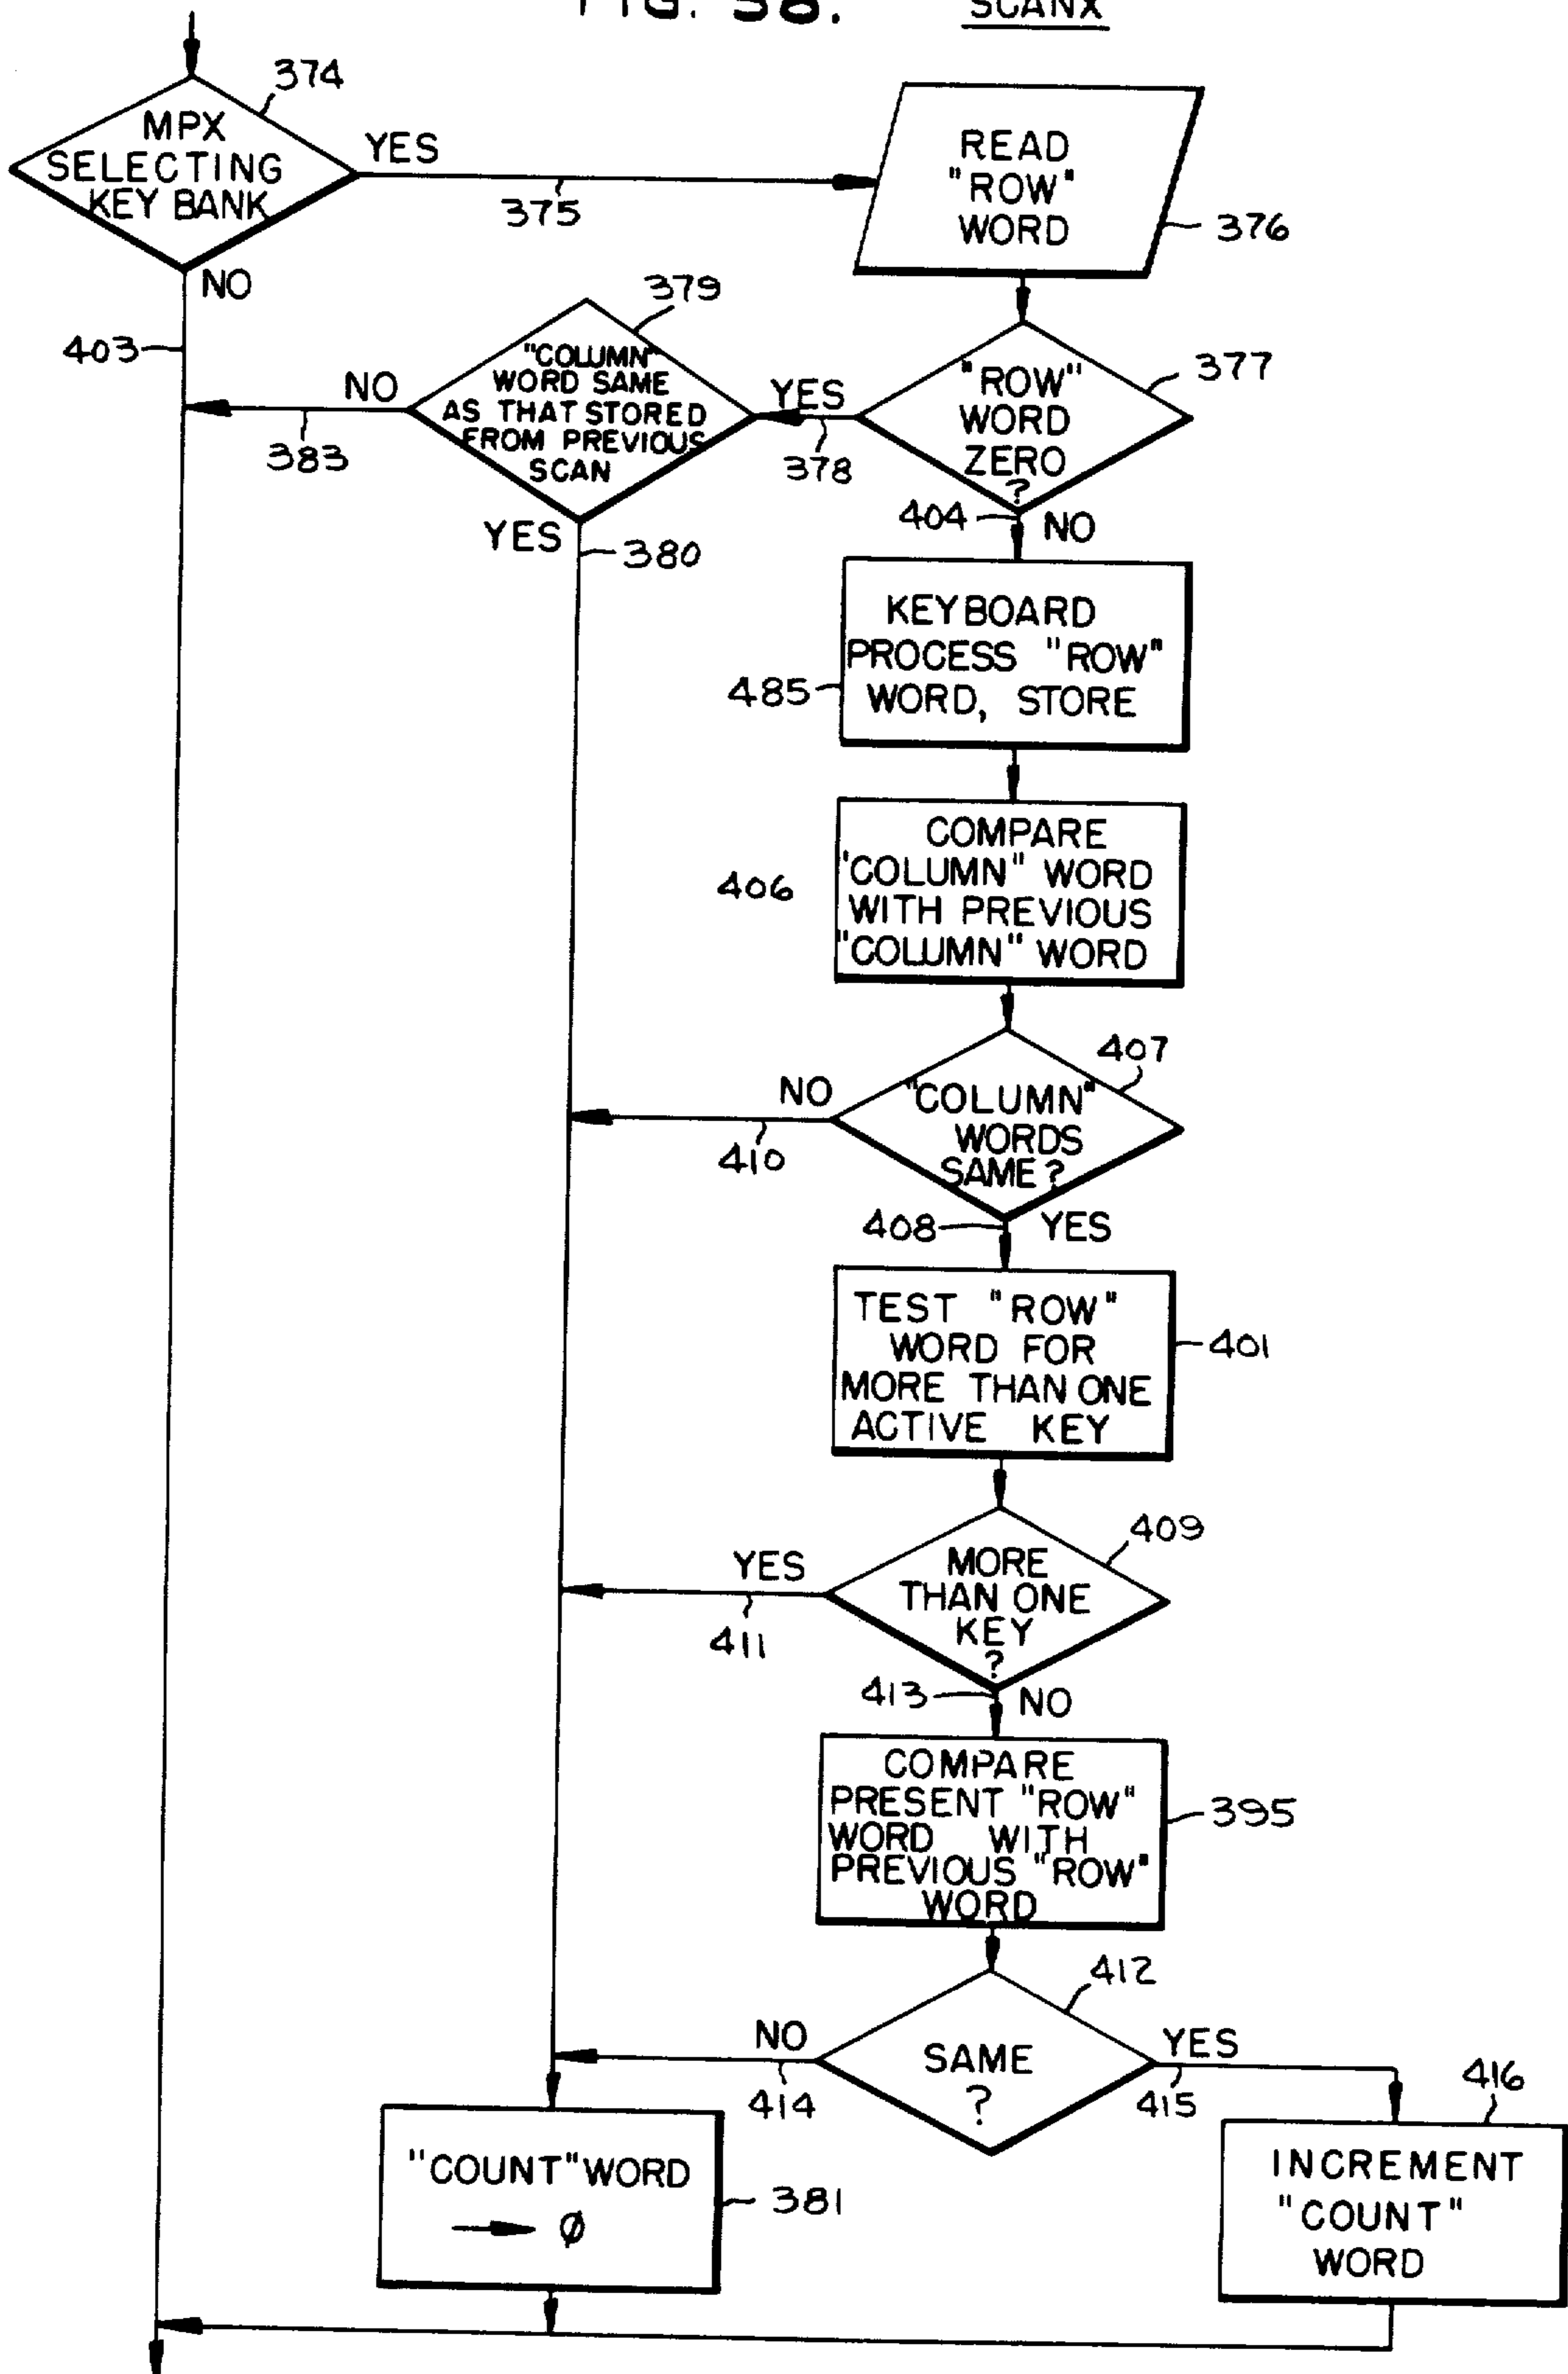 FIG. 38. SCANX
374
MPX
SELECTING
KEY BANK
YES
375
NO
403
READ
"ROW"
WORD
376
379
"COLUMN"
WORD SAME
AS THAT STORED
FROM PREVIOUS
SCAN
NO
383
YES
380
"ROW"
WORD
ZERO
?
377
YES
378
404
NO
KEYBOARD
PROCESS "ROW"
WORD, STORE
485
COMPARE
'COLUMN" WORD
WITH PREVIOUS
"COLUMN" WORD
406
407
"COLUMN"
WORDS
SAME?
NO
410
408
YES
TEST "ROW"
WORD FOR
MORE THAN ONE
ACTIVE KEY
401
409
MORE
THAN ONE
KEY
?
YES
411
413
NO
COMPARE
PRESENT "ROW"
WORD WITH
PREVIOUS "ROW"
WORD
395
412
SAME
?
NO
414
YES
415
416
"COUNT" WORD
→ Ø
381
INCREMENT
"COUNT"
WORD